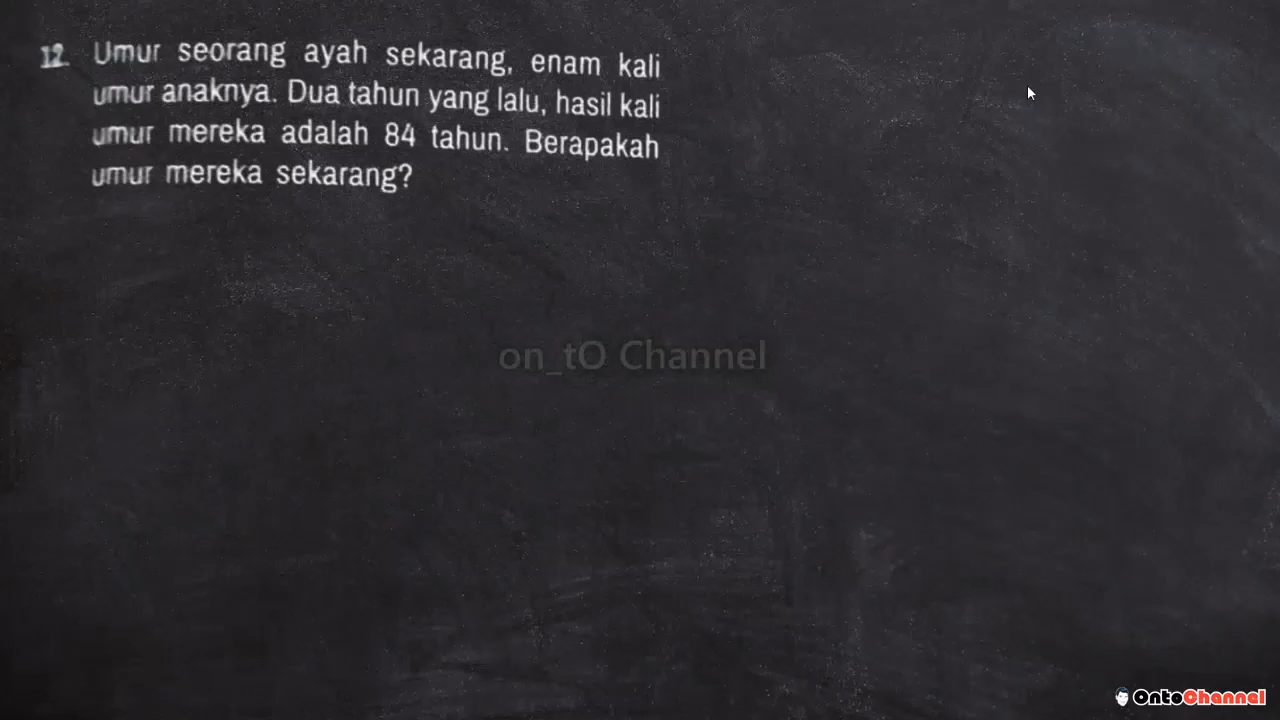 12. Umur seorang ayah sekarang, enam kali
umur anaknya. Dua tahun yang lalu, hasil kali
umur mereka adalah 84 tahun. Berapakah
umur mereka sekarang?
on_tO Channel
OntoChannel